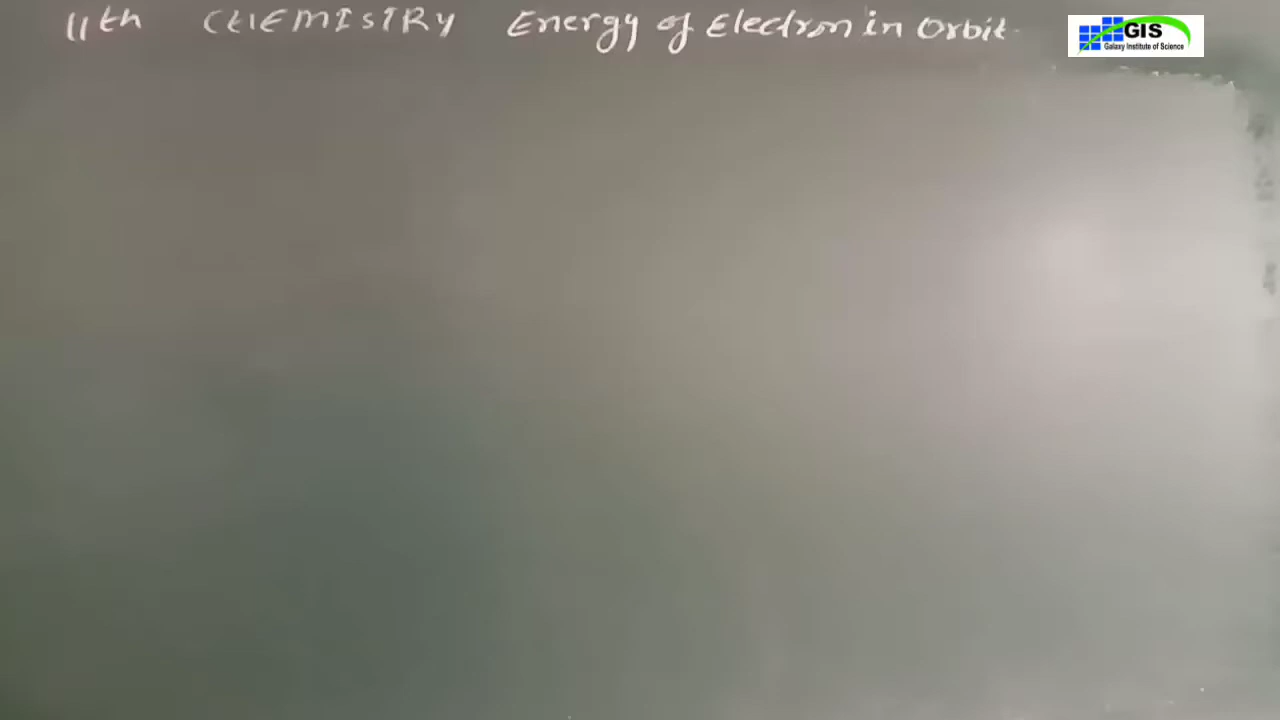 11th CHEMISTRY Energy of Electron in Orbit.
GIS
Galaxy Institute of Science